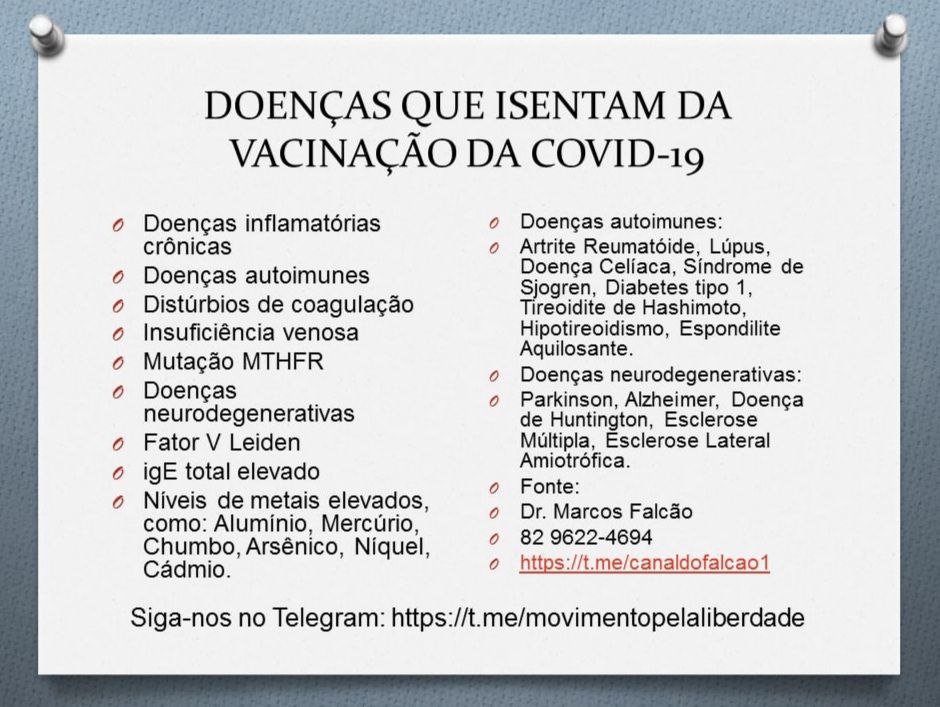 DOENÇAS QUE ISENTAM DA
VACINAÇÃO DA COVID-19
Doenças inflamatórias
crônicas
Doenças autoimunes
Distúrbios de coagulação
Insuficiência venosa
Mutação MTHFR
Doenças
neurodegenerativas
Fator V Leiden
igE total elevado
Níveis de metais elevados,
como: Alumínio, Mercúrio,
Chumbo, Arsênico, Níquel,
Cádmio.
Doenças autoimunes:
Artrite Reumatóide, Lúpus,
Doença Celíaca, Síndrome de
Sjogren, Diabetes tipo 1,
Tireoidite de Hashimoto,
Hipotireoidismo, Espondilite
Aquilosante.
Doenças neurodegenerativas:
Parkinson, Alzheimer, Doença
de Huntington, Esclerose
Múltipla, Esclerose Lateral
Amiotrófica.
Fonte:
Dr. Marcos Falcão
82 9622-4694
https://t.me/canaldofalcao1
Siga-nos no Telegram: https://t.me/movimentopelaliberdade